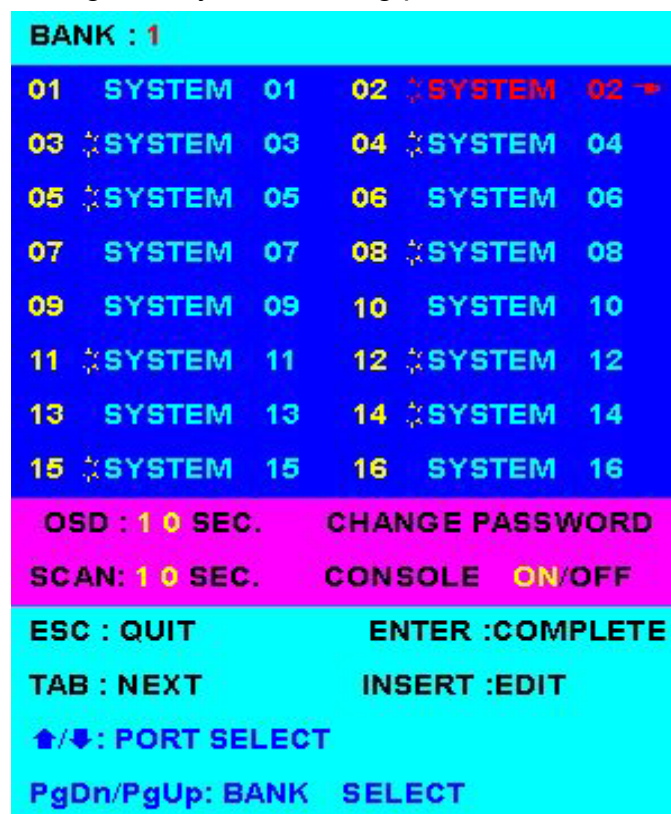 BANK : 1
01 SYSTEM 01 02 SYSTEM 02
03 SYSTEM 03 04 SYSTEM 04
05 SYSTEM 05 06 SYSTEM 06
07 SYSTEM 07 08 SYSTEM 08
09 SYSTEM 09 10 SYSTEM 10
11 SYSTEM 11 12 SYSTEM 12
13 SYSTEM 13 14 SYSTEM 14
15 SYSTEM 15 16 SYSTEM 16
OSD : 1 0 SEC. CHANGE PASSWORD
SCAN: 1 0 SEC. CONSOLE ON/OFF
ESC : QUIT ENTER :COMPLETE
TAB : NEXT INSERT :EDIT
⬆/⬇: PORT SELECT
PgDn/PgUp: BANK SELECT